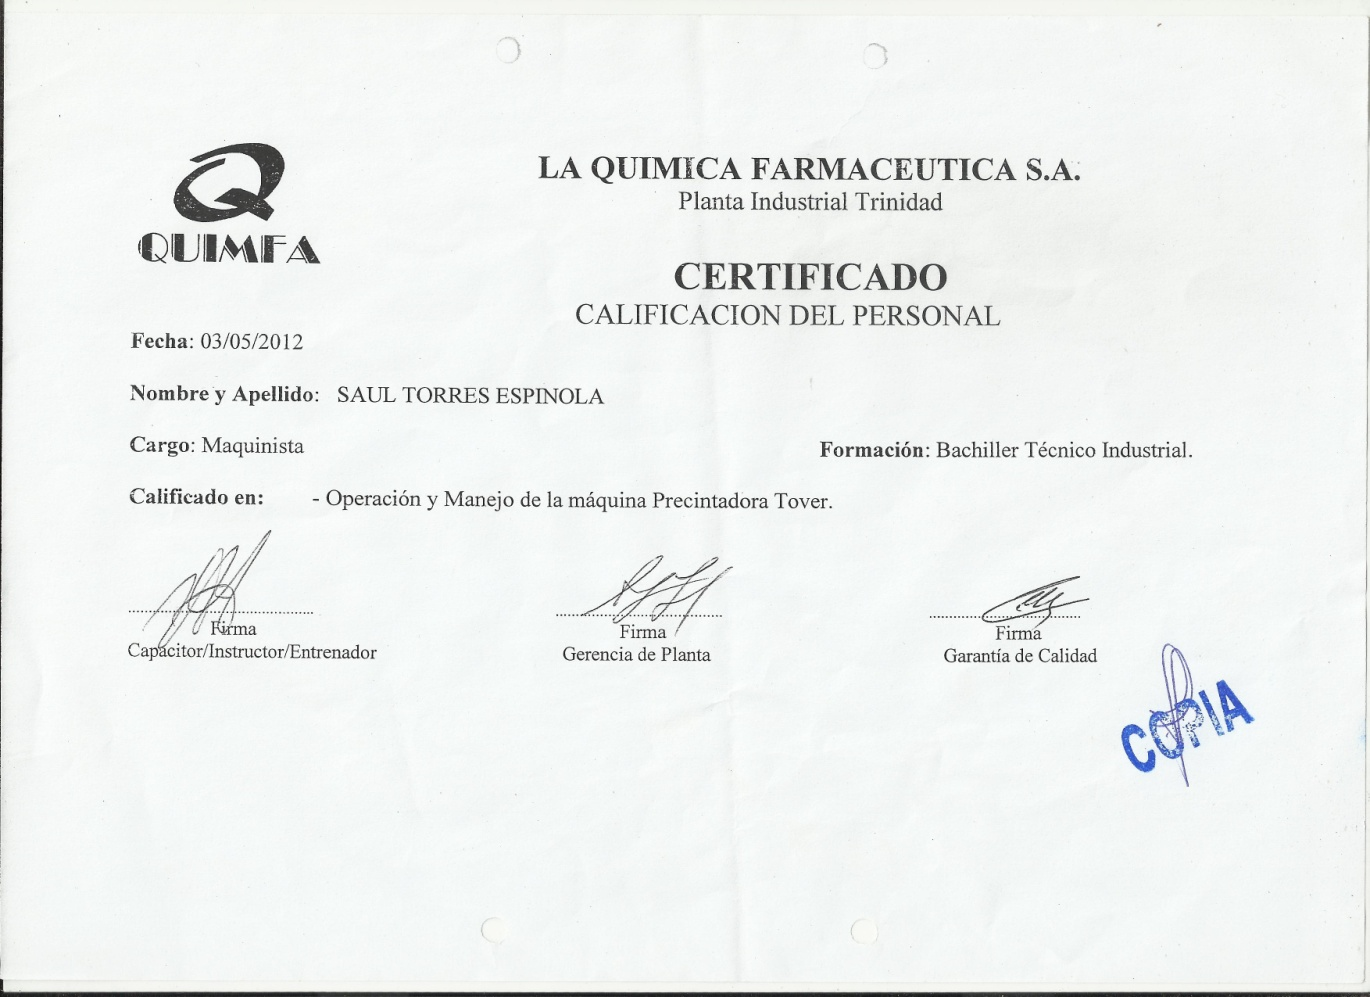 QUIMFA
LA QUIMICA FARMACEUTICA S.A.
Planta Industrial Trinidad
CERTIFICADO
CALIFICACION DEL PERSONAL
Fecha: 03/05/2012
Nombre y Apellido: SAUL TORRES ESPINOLA
Cargo: Maquinista
Formación: Bachiller Técnico Industrial.
Calificado en: - Operación y Manejo de la máquina Precintadora Tover.
Firma
Capacitor/Instructor/Entrenador
Firma
Gerencia de Planta
Firma
Garantía de Calidad
COPIA